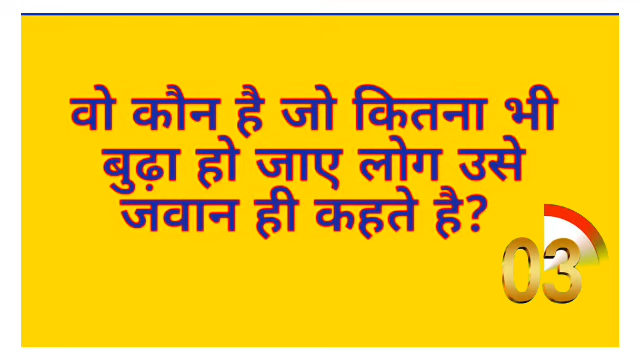 वो कौन है जो कितना भी
बुढ़ा हो जाए लोग उसे
जवान ही कहते है?
03